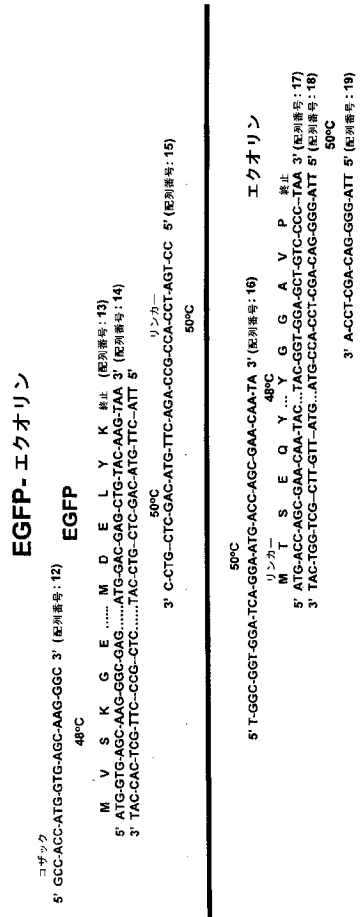 EGFP-エクオリン
EGFP
コザック
5' GCC-ACC-ATG-GTG-AGC-AAG-GGC 3' (配列番号: 12)
48ºC
M V S K G E ...... M D E L Y K 終止 (配列番号: 13)
5' ATG-GTG-AGC-AAG-GGC-GAG......ATG-GAC-GAG-CTG-TAC-AAG-TAA 3' (配列番号: 14)
3' TAC-CAC-TCG-TTC--CCG-CTC......TAC-CTG-CTC-GAC-ATG-TTC--ATT 5'
50ºC
リンカー
3' C-CTG-CTC-GAC-ATG-TTC-AGA-CCG-CCA-CCT-AGT-CC 5' (配列番号: 15)
50ºC
50ºC
5' T-GGC-GGT-GGA-TCA-GGA-ATG-ACC-AGC-GAA-CAA-TA 3' (配列番号: 16)
エクオリン
リンカー
48ºC
M T S E Q Y ... Y G G A V P 終止
5' ATG-ACC-AGC-GAA-CAA-TAC...TAC-GGT-GGA-GCT-GTC-CCC--TAA 3' (配列番号: 17)
3' TAC-TGG-TCG--CTT-GTT--ATG...ATG-CCA-CCT-CGA-CAG-GGG-ATT 5' (配列番号: 18)
50ºC
3' A-CCT-CGA-CAG-GGG-ATT 5' (配列番号: 19)